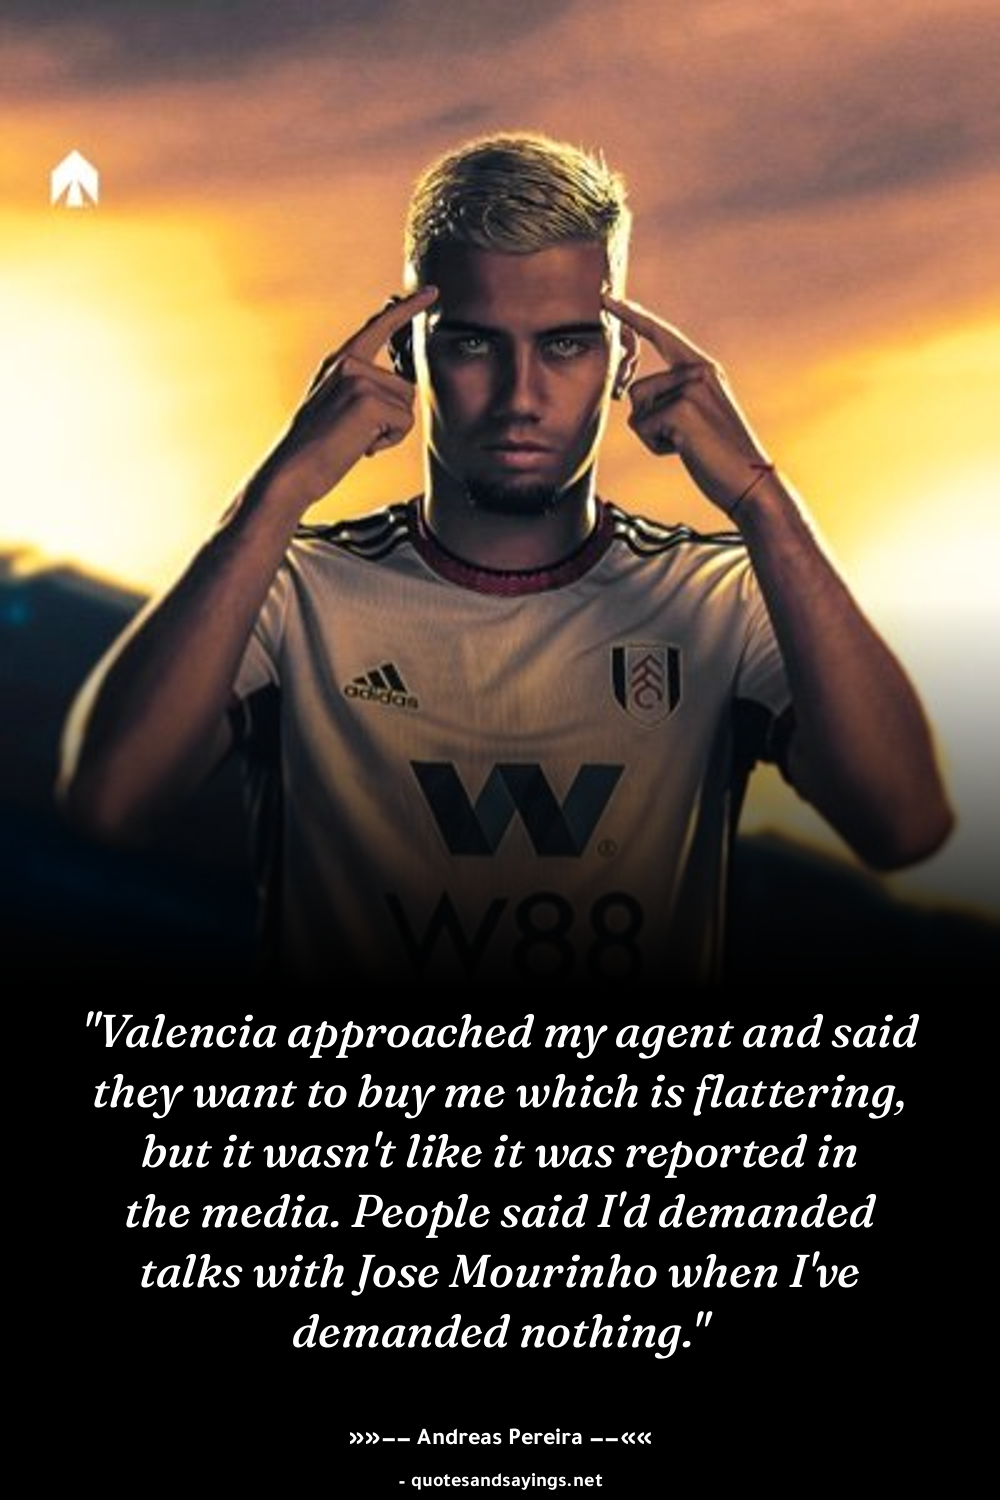 adidas
W
®
W88
"Valencia approached my agent and said
they want to buy me which is flattering,
but it wasn't like it was reported in
the media. People said I'd demanded
talks with Jose Mourinho when I've
demanded nothing."
»»−− Andreas Pereira −−««
- quotesandsayings.net